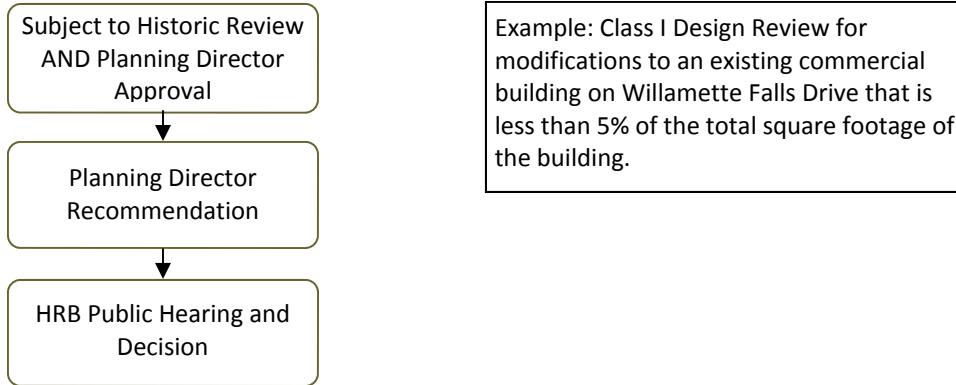 Subject to Historic Review
AND Planning Director
Approval
Planning Director
Recommendation
HRB Public Hearing and
Decision
Example: Class I Design Review for
modifications to an existing commercial
building on Willamette Falls Drive that is
less than 5% of the total square footage of
the building.